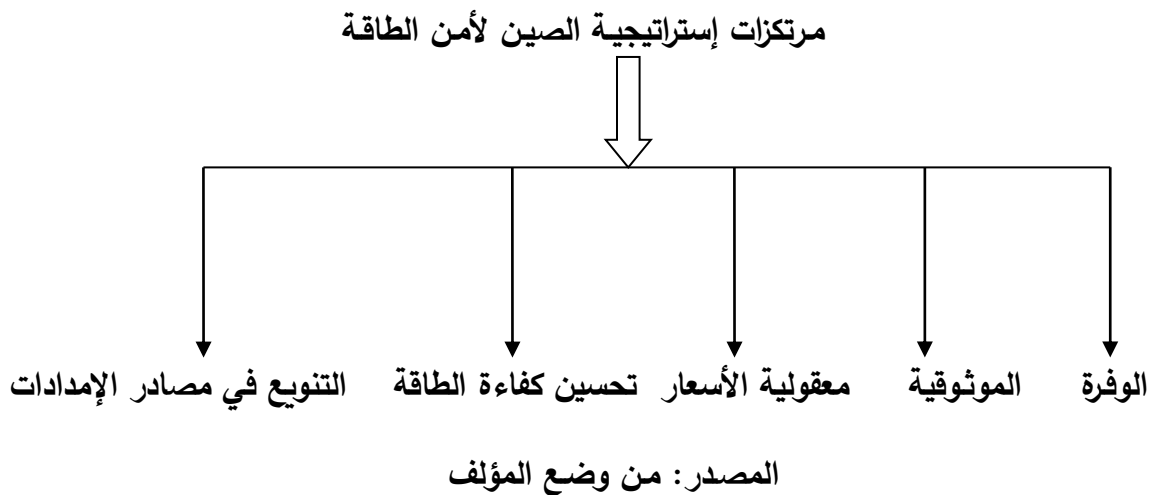 مرتكزات إستراتيجية الصين لأمن الطاقة
الوفرة الموثوقية معقولية الأسعار تحسين كفاءة الطاقة التنويع في مصادر الإمدادات
المصدر: من وضع المؤلف